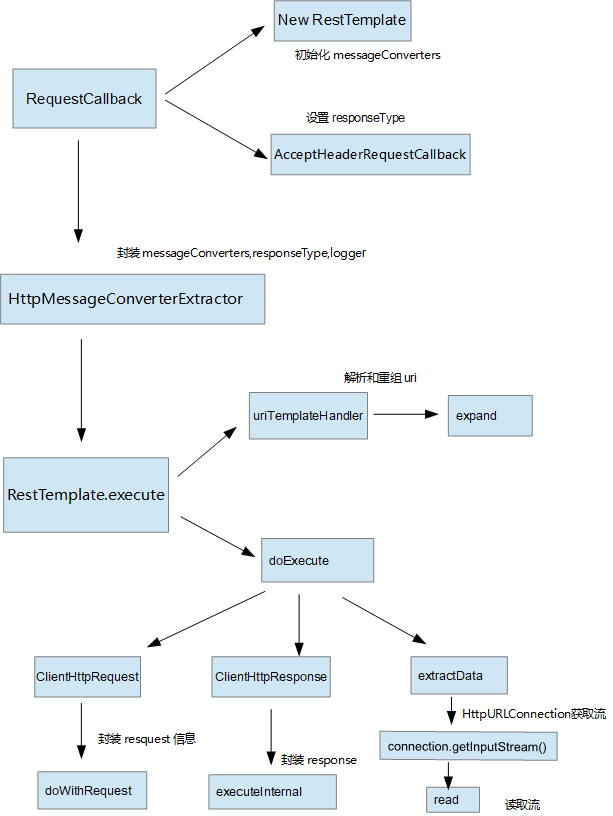 New RestTemplate
初始化 messageConverters
RequestCallback
设置 responseType
AcceptHeaderRequestCallback
封装 messageConverters,responseType,logger
HttpMessageConverterExtractor
解析和重组 uri
uriTemplateHandler
expand
RestTemplate.execute
doExecute
ClientHttpRequest
ClientHttpResponse
extractData
HttpURLConnection获取流
封装 resquest 信息
connection.getInputStream()
封装 response
doWithRequest
executeInternal
read
读取流